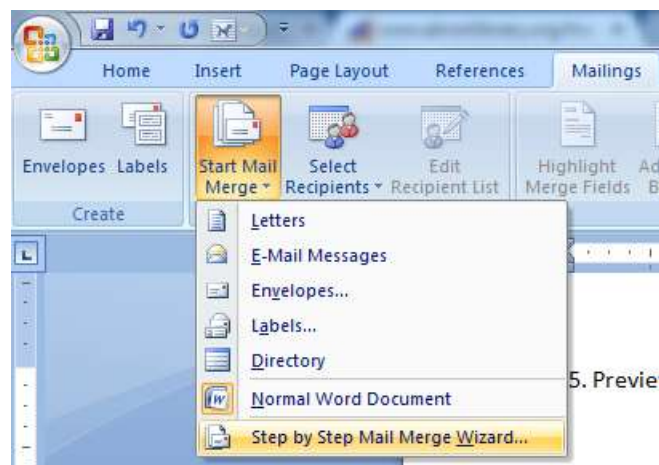 Home Insert Page Layout References Mailings
Envelopes Labels Start Mail Merge Select Recipients Edit Recipient List Highlight Merge Fields Ad B
Create
L
Letters
E-Mail Messages
Envelopes...
Labels...
Directory
Normal Word Document
Step by Step Mail Merge Wizard...
5. Previe